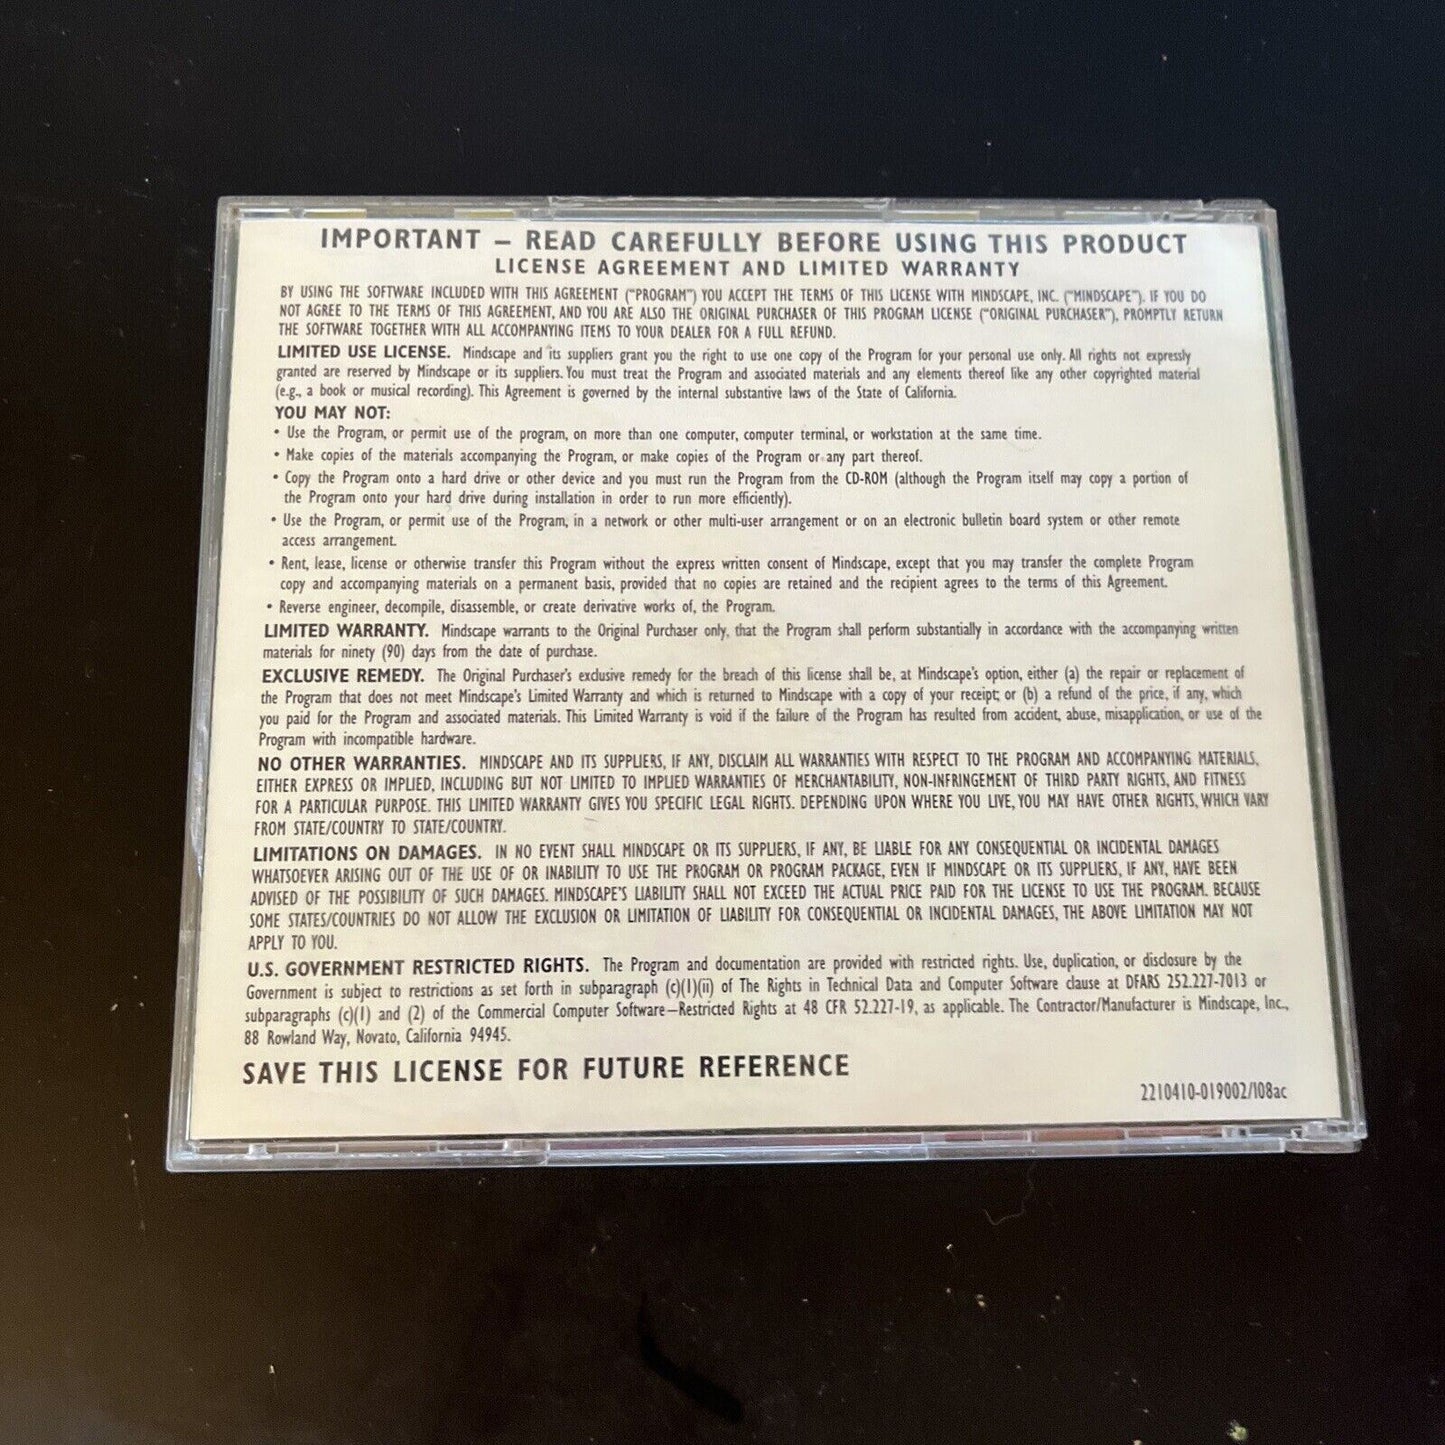 IMPORTANT – READ CAREFULLY BEFORE USING THIS PRODUCT
LICENSE AGREEMENT AND LIMITED WARRANTY
BY USING THE SOFTWARE INCLUDED WITH THIS AGREEMENT ("PROGRAM") YOU ACCEPT THE TERMS OF THIS LICENSE WITH MINDSCAPE, INC. ("MINDSCAPE"). IF YOU DO
NOT AGREE TO THE TERMS OF THIS AGREEMENT, AND YOU ARE ALSO THE ORIGINAL PURCHASER OF THIS PROGRAM LICENSE ("ORIGINAL PURCHASER"), PROMPTLY RETURN
THE SOFTWARE TOGETHER WITH ALL ACCOMPANYING ITEMS TO YOUR DEALER FOR A FULL REFUND.
LIMITED USE LICENSE. Mindscape and its suppliers grant you the right to use one copy of the Program for your personal use only. All rights not expressly
granted are reserved by Mindscape or its suppliers. You must treat the Program and associated materials and any elements thereof like any other copyrighted material
(e.g., a book or musical recording). This Agreement is governed by the internal substantive laws of the State of California.
YOU MAY NOT:
• Use the Program, or permit use of the program, on more than one computer, computer terminal, or workstation at the same time.
• Make copies of the materials accompanying the Program, or make copies of the Program or any part thereof.
• Copy the Program onto a hard drive or other device and you must run the Program from the CD-ROM (although the Program itself may copy a portion of
the Program onto your hard drive during installation in order to run more efficiently).
• Use the Program, or permit use of the Program, in a network or other multi-user arrangement or on an electronic bulletin board system or other remote
access arrangement.
• Rent, lease, license or otherwise transfer this Program without the express written consent of Mindscape, except that you may transfer the complete Program
copy and accompanying materials on a permanent basis, provided that no copies are retained and the recipient agrees to the terms of this Agreement.
• Reverse engineer, decompile, disassemble, or create derivative works of, the Program.
LIMITED WARRANTY. Mindscape warrants to the Original Purchaser only, that the Program shall perform substantially in accordance with the accompanying written
materials for ninety (90) days from the date of purchase.
EXCLUSIVE REMEDY. The Original Purchaser's exclusive remedy for the breach of this license shall be, at Mindscape's option, either (a) the repair or replacement of
the Program that does not meet Mindscape's Limited Warranty and which is returned to Mindscape with a copy of your receipt; or (b) a refund of the price, if any, which
you paid for the Program and associated materials. This Limited Warranty is void if the failure of the Program has resulted from accident, abuse, misapplication, or use of the
Program with incompatible hardware.
NO OTHER WARRANTIES. MINDSCAPE AND ITS SUPPLIERS, IF ANY, DISCLAIM ALL WARRANTIES WITH RESPECT TO THE PROGRAM AND ACCOMPANYING MATERIALS,
EITHER EXPRESS OR IMPLIED, INCLUDING BUT NOT LIMITED TO IMPLIED WARRANTIES OF MERCHANTABILITY, NON-INFRINGEMENT OF THIRD PARTY RIGHTS, AND FITNESS
FOR A PARTICULAR PURPOSE. THIS LIMITED WARRANTY GIVES YOU SPECIFIC LEGAL RIGHTS. DEPENDING UPON WHERE YOU LIVE, YOU MAY HAVE OTHER RIGHTS, WHICH VARY
FROM STATE/COUNTRY TO STATE/COUNTRY.
LIMITATIONS ON DAMAGES. IN NO EVENT SHALL MINDSCAPE OR ITS SUPPLIERS, IF ANY, BE LIABLE FOR ANY CONSEQUENTIAL OR INCIDENTAL DAMAGES
WHATSOEVER ARISING OUT OF THE USE OF OR INABILITY TO USE THE PROGRAM OR PROGRAM PACKAGE, EVEN IF MINDSCAPE OR ITS SUPPLIERS, IF ANY, HAVE BEEN
ADVISED OF THE POSSIBILITY OF SUCH DAMAGES. MINDSCAPE'S LIABILITY SHALL NOT EXCEED THE ACTUAL PRICE PAID FOR THE LICENSE TO USE THE PROGRAM. BECAUSE
SOME STATES/COUNTRIES DO NOT ALLOW THE EXCLUSION OR LIMITATION OF LIABILITY FOR CONSEQUENTIAL OR INCIDENTAL DAMAGES, THE ABOVE LIMITATION MAY NOT
APPLY TO YOU.
U.S. GOVERNMENT RESTRICTED RIGHTS. The Program and documentation are provided with restricted rights. Use, duplication, or disclosure by the
Government is subject to restrictions as set forth in subparagraph (c)(1)(ii) of The Rights in Technical Data and Computer Software clause at DFARS 252.227-7013 or
subparagraphs (c)(1) and (2) of the Commercial Computer Software—Restricted Rights at 48 CFR 52.227-19, as applicable. The Contractor/Manufacturer is Mindscape, Inc.,
88 Rowland Way, Novato, California 94945.
SAVE THIS LICENSE FOR FUTURE REFERENCE
2210410-019002/108ac